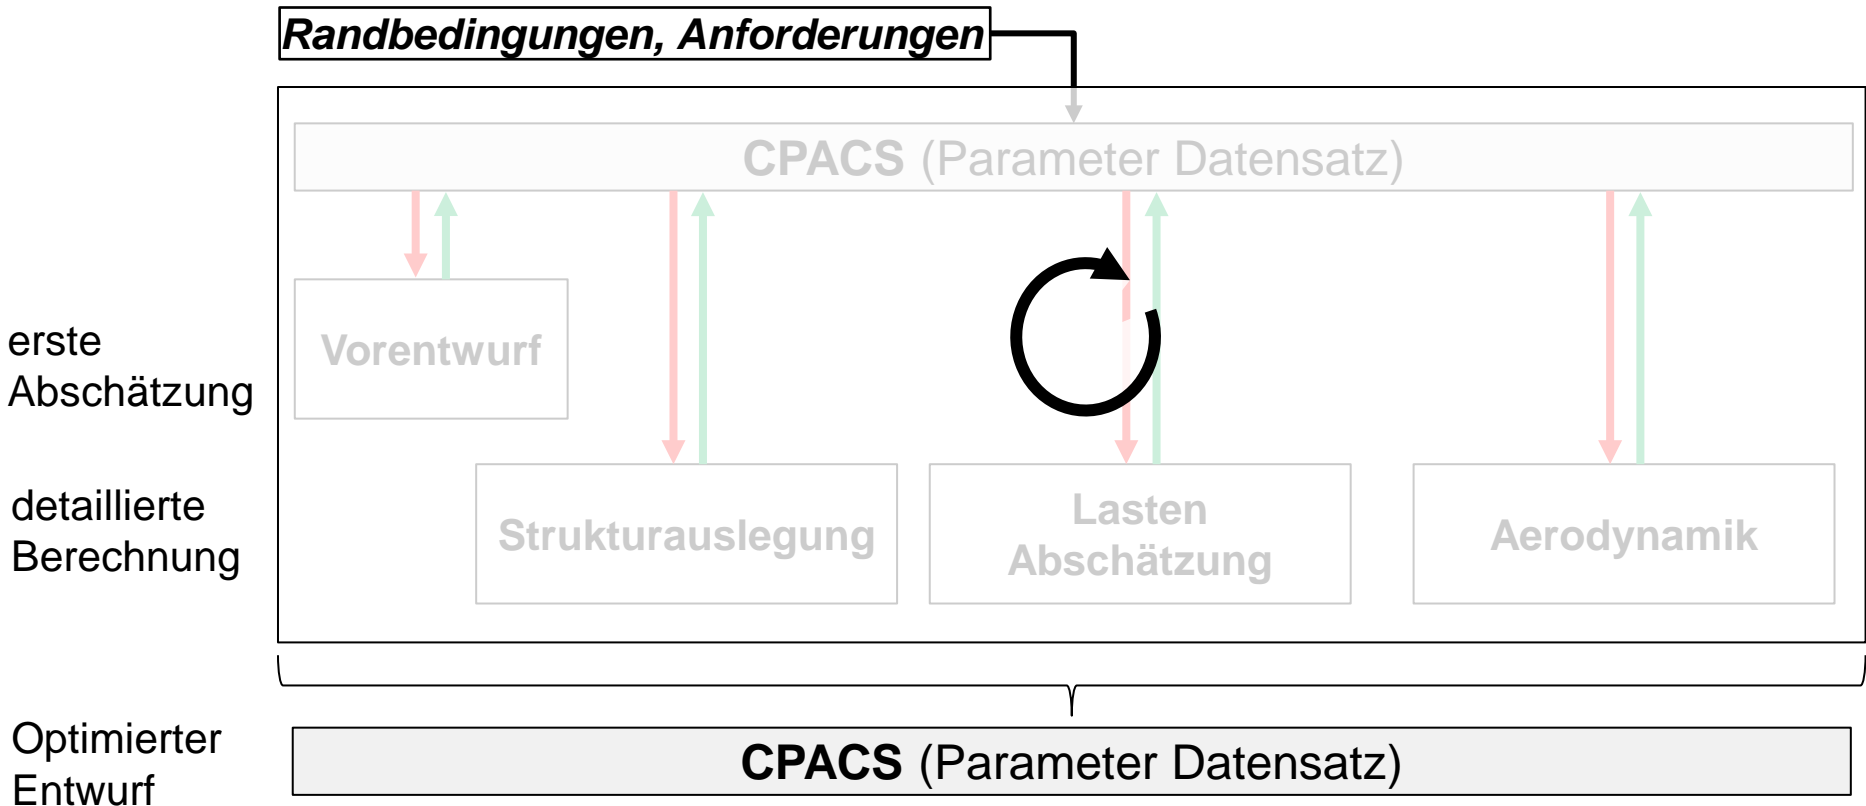 Randbedingungen, Anforderungen
CPACS (Parameter Datensatz)
erste
Abschätzung
Vorentwurf
detaillierte
Berechnung
Strukturauslegung
Lasten
Abschätzung
Aerodynamik
Optimierter
Entwurf
CPACS (Parameter Datensatz)